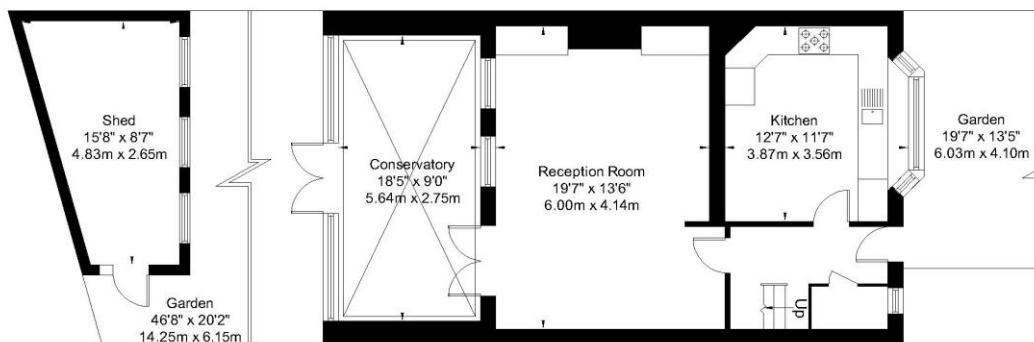 Shed
15'8" x 8'7"
4.83m x 2.65m
Garden
46'8" x 20'2"
14.25m x 6.15m
Conservatory
18'5" x 9'0"
5.64m x 2.75m
Reception Room
19'7" x 13'6"
6.00m x 4.14m
Kitchen
12'7" x 11'7"
3.87m x 3.56m
Up
Garden
19'7" x 13'5"
6.03m x 4.10m